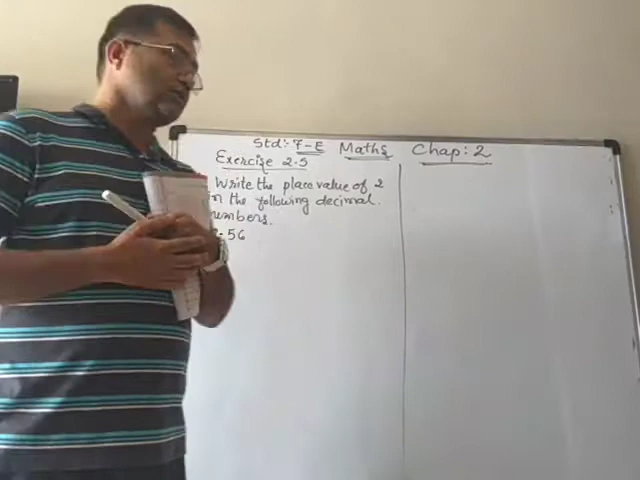 Std:- 7-E Maths Chap: 2
Exercise 2.5
Write the place value of 2
in the following decimal.
numbers.
.56